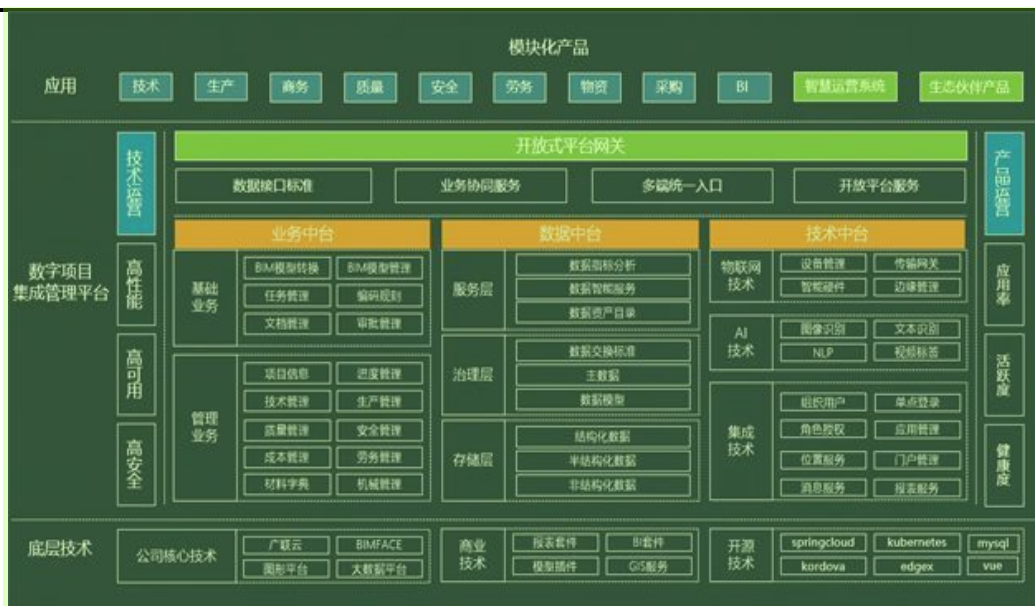 模块化产品
应用
技术 生产 商务 质量 安全 劳务 物资 采购 BI 智慧运营系统 生态伙伴产品
数字项目
集成管理平台
技术运营
高性能
高可用
高安全
开放式平台网关
数据接口标准 业务协同服务 多端统一入口 开放平台服务
业务中台
基础
业务
BIM模型转换 BIM模型管理
任务管理 编码规则
文档管理 审批管理
管理
业务
项目信息 进度管理
技术管理 生产管理
质量管理 安全管理
成本管理 劳务管理
材料字典 机械管理
数据中台
服务层
数据指标分析
数据智能服务
数据资产目录
治理层
数据交换标准
主数据
数据模型
存储层
结构化数据
半结构化数据
非结构化数据
技术中台
物联网
技术
设备管理 传输网关
智能硬件 边缘管理
AI
技术
图像识别 文本识别
NLP 视频标签
集成
技术
组织用户 单点登录
角色授权 应用管理
位置服务 门户管理
消息服务 报表服务
产品运营
应用率
活跃度
健康度
底层技术
公司核心技术
广联云 BIMFACE
图形平台 大数据平台
商业
技术
报表套件 BI套件
模型插件 GIS服务
开源
技术
springcloud kubernetes mysql
kordova edgex vue